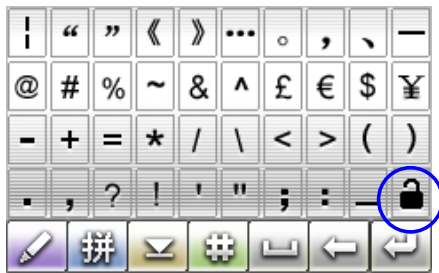 ¦ “ ” 《 》 … 。 , 、 —
@ # % ~ & ^ £ € $ ¥
- + = * / \ < > ( )
. , ? ! ' " ; : _
拼 #